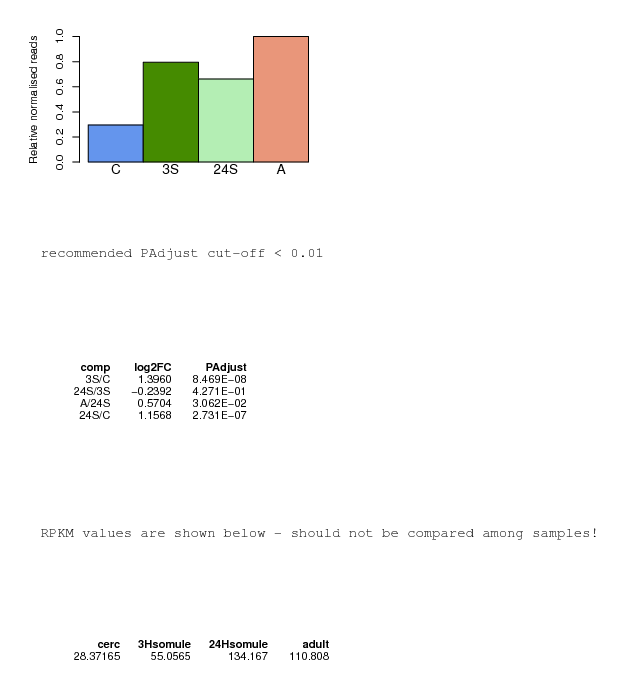 Relative normalised reads
0.0 0.2 0.4 0.6 0.8 1.0
C 3S 24S A
recommended PAdjust cut-off < 0.01
comp log2FC PAdjust
3S/C 1.3960 8.469E−08
24S/3S −0.2392 4.271E−01
A/24S 0.5704 3.062E−02
24S/C 1.1568 2.731E−07
RPKM values are shown below - should not be compared among samples!
cerc 3Hsomule 24Hsomule adult
28.37165 55.0565 134.167 110.808